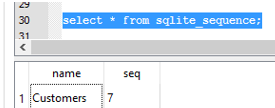 29
30 select * from sqlite_sequence;
31
name seq
1 Customers 7